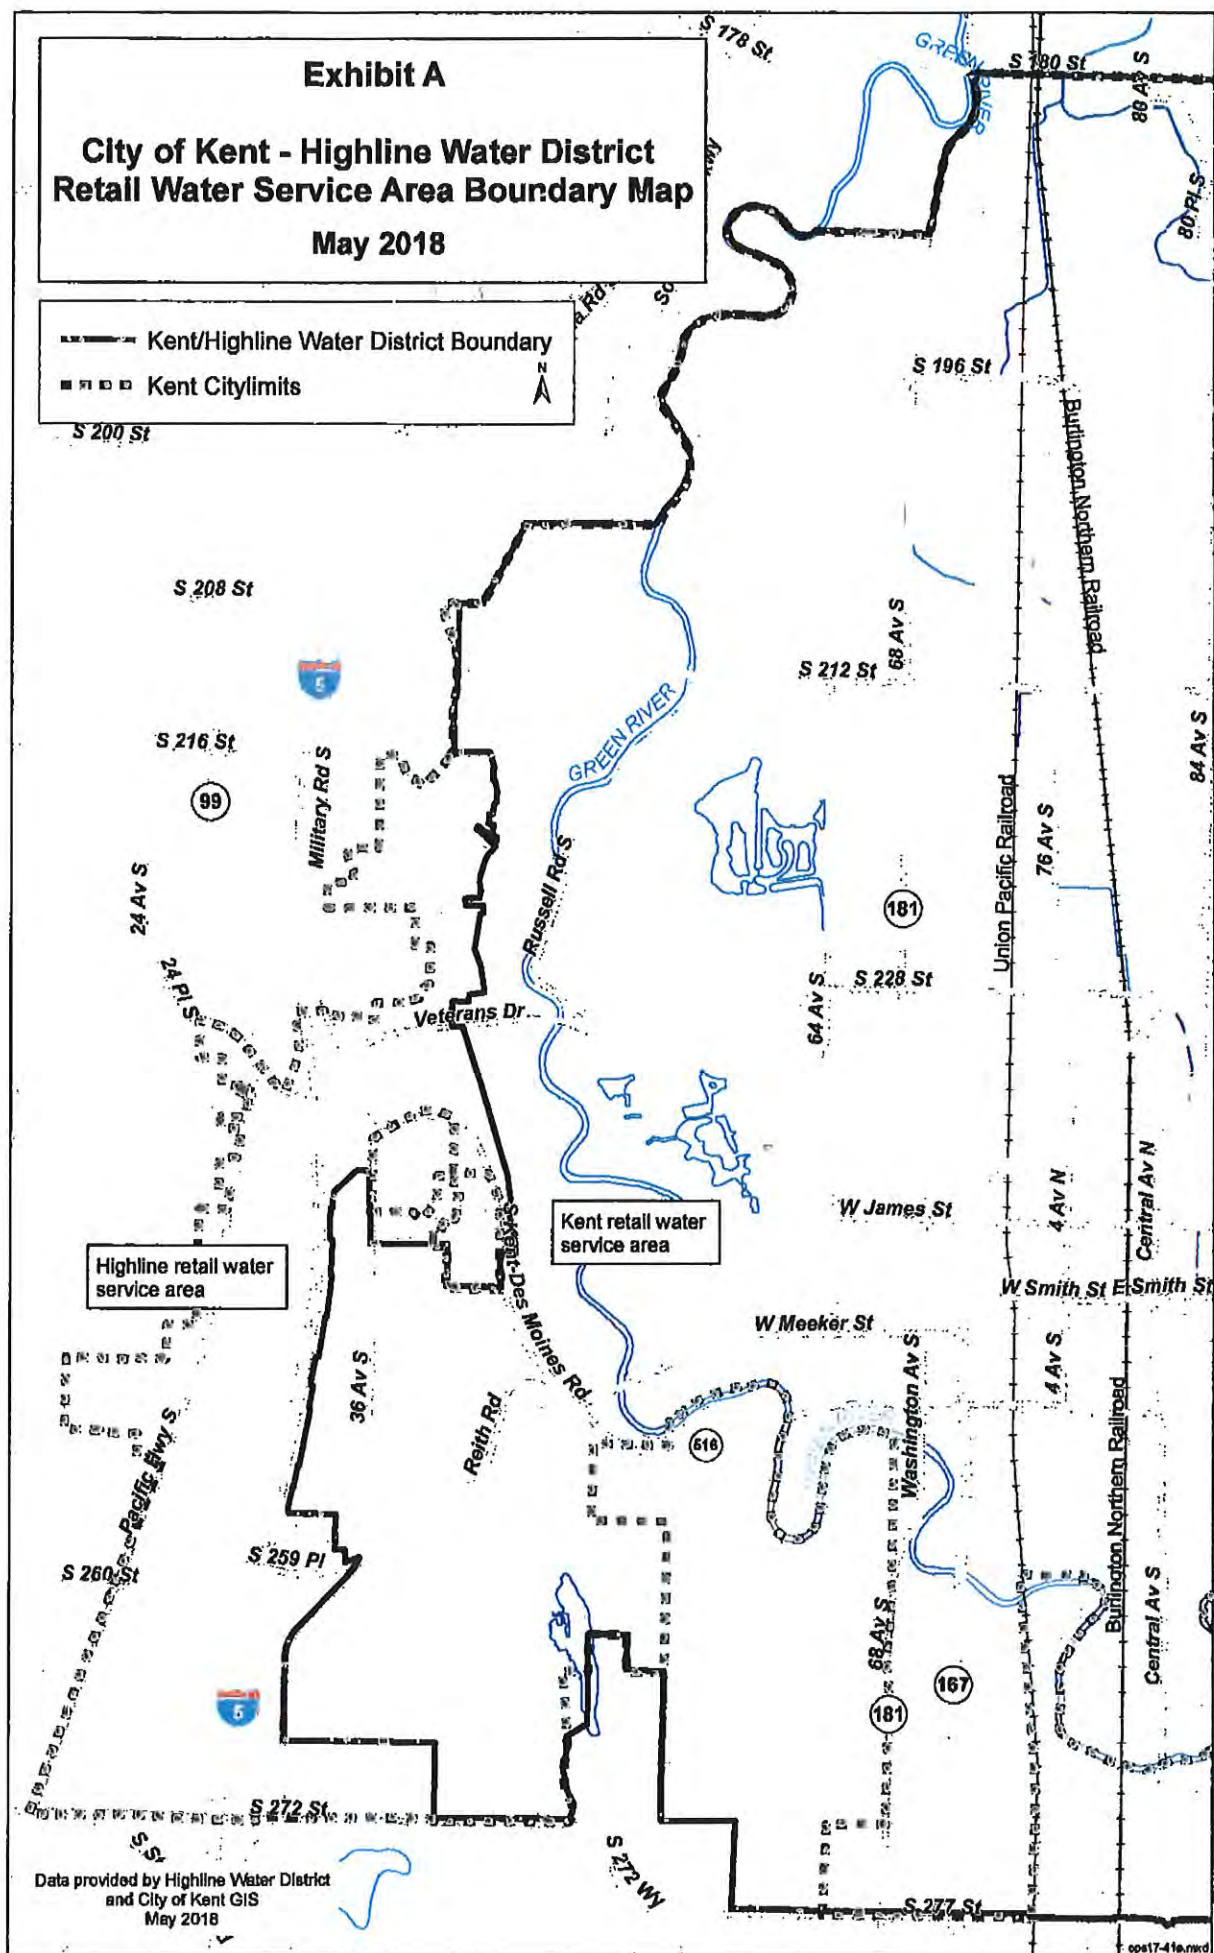 Exhibit A
City of Kent - Highline Water District
Retail Water Service Area Boundary Map
May 2018
Kent/Highline Water District Boundary
Kent Citylimits
N
S 178 St
GREEN RIVER
S 180 St
80 Av S
80 Pl S
S 196 St
S 200 St
Burlington Northern Railroad
S 208 St
68 Av S
S 212 St
5
GREEN RIVER
S 216 St
84 Av S
99
Military Rd S
Union Pacific Railroad
76 Av S
24 Av S
Russell Rd S
181
24 Pl S
S 228 St
64 Av S
Veterans Dr
4 Av N
Central Av N
W James St
Kent retail water
service area
Highline retail water
service area
S Kent-Des Moines Rd
W Smith St
E Smith St
W Meeker St
36 Av S
4 Av S
Washington Av S
Reith Rd
516
Pacific Hwy S
Burlington Northern Railroad
S 259 Pl
S 260 St
68 Av S
Central Av S
167
181
5
S 272 St
S 272 Wy
Data provided by Highline Water District
and City of Kent GIS
May 2018
S 277 St